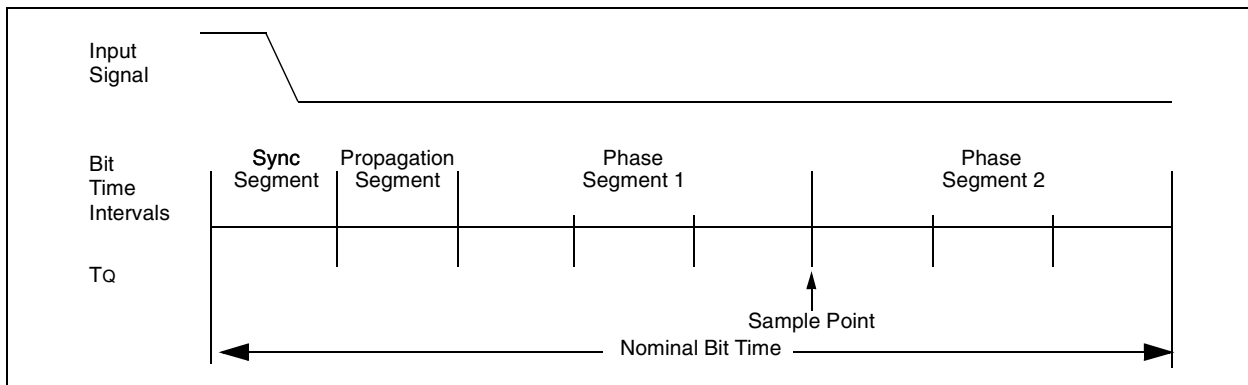 Input
Signal
Bit
Time
Intervals
Sync
Segment
Propagation
Segment
Phase
Segment 1
Phase
Segment 2
TQ
Sample Point
Nominal Bit Time